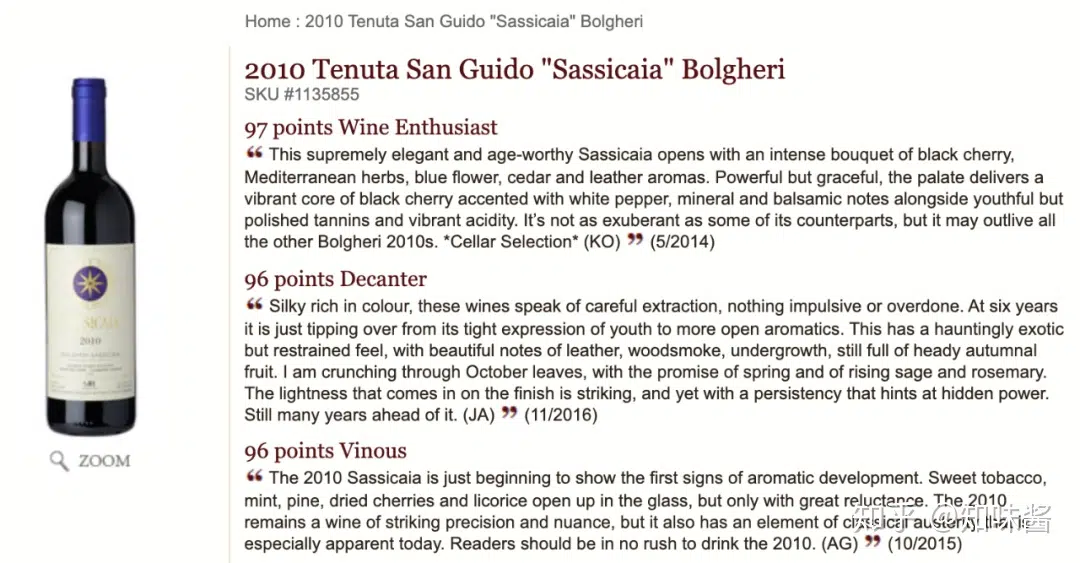 Home : 2010 Tenuta San Guido "Sassicaia" Bolgheri
2010 Tenuta San Guido "Sassicaia" Bolgheri
SKU #1135855
97 points Wine Enthusiast
“ This supremely elegant and age-worthy Sassicaia opens with an intense bouquet of black cherry,
Mediterranean herbs, blue flower, cedar and leather aromas. Powerful but graceful, the palate delivers a
vibrant core of black cherry accented with white pepper, mineral and balsamic notes alongside youthful but
polished tannins and vibrant acidity. It’s not as exuberant as some of its counterparts, but it may outlive all
the other Bolgheri 2010s. *Cellar Selection* (KO) ” (5/2014)
96 points Decanter
“ Silky rich in colour, these wines speak of careful extraction, nothing impulsive or overdone. At six years
it is just tipping over from its tight expression of youth to more open aromatics. This has a hauntingly exotic
but restrained feel, with beautiful notes of leather, woodsmoke, undergrowth, still full of heady autumnal
fruit. I am crunching through October leaves, with the promise of spring and of rising sage and rosemary.
The lightness that comes in on the finish is striking, and yet with a persistency that hints at hidden power.
Still many years ahead of it. (JA) ” (11/2016)
96 points Vinous
“ The 2010 Sassicaia is just beginning to show the first signs of aromatic development. Sweet tobacco,
mint, pine, dried cherries and licorice open up in the glass, but only with great reluctance. The 2010
remains a wine of striking precision and nuance, but it also has an element of classical austerity that is
especially apparent today. Readers should be in no rush to drink the 2010. (AG) ” (10/2015)
2010
ZOOM
知乎 @知味酱